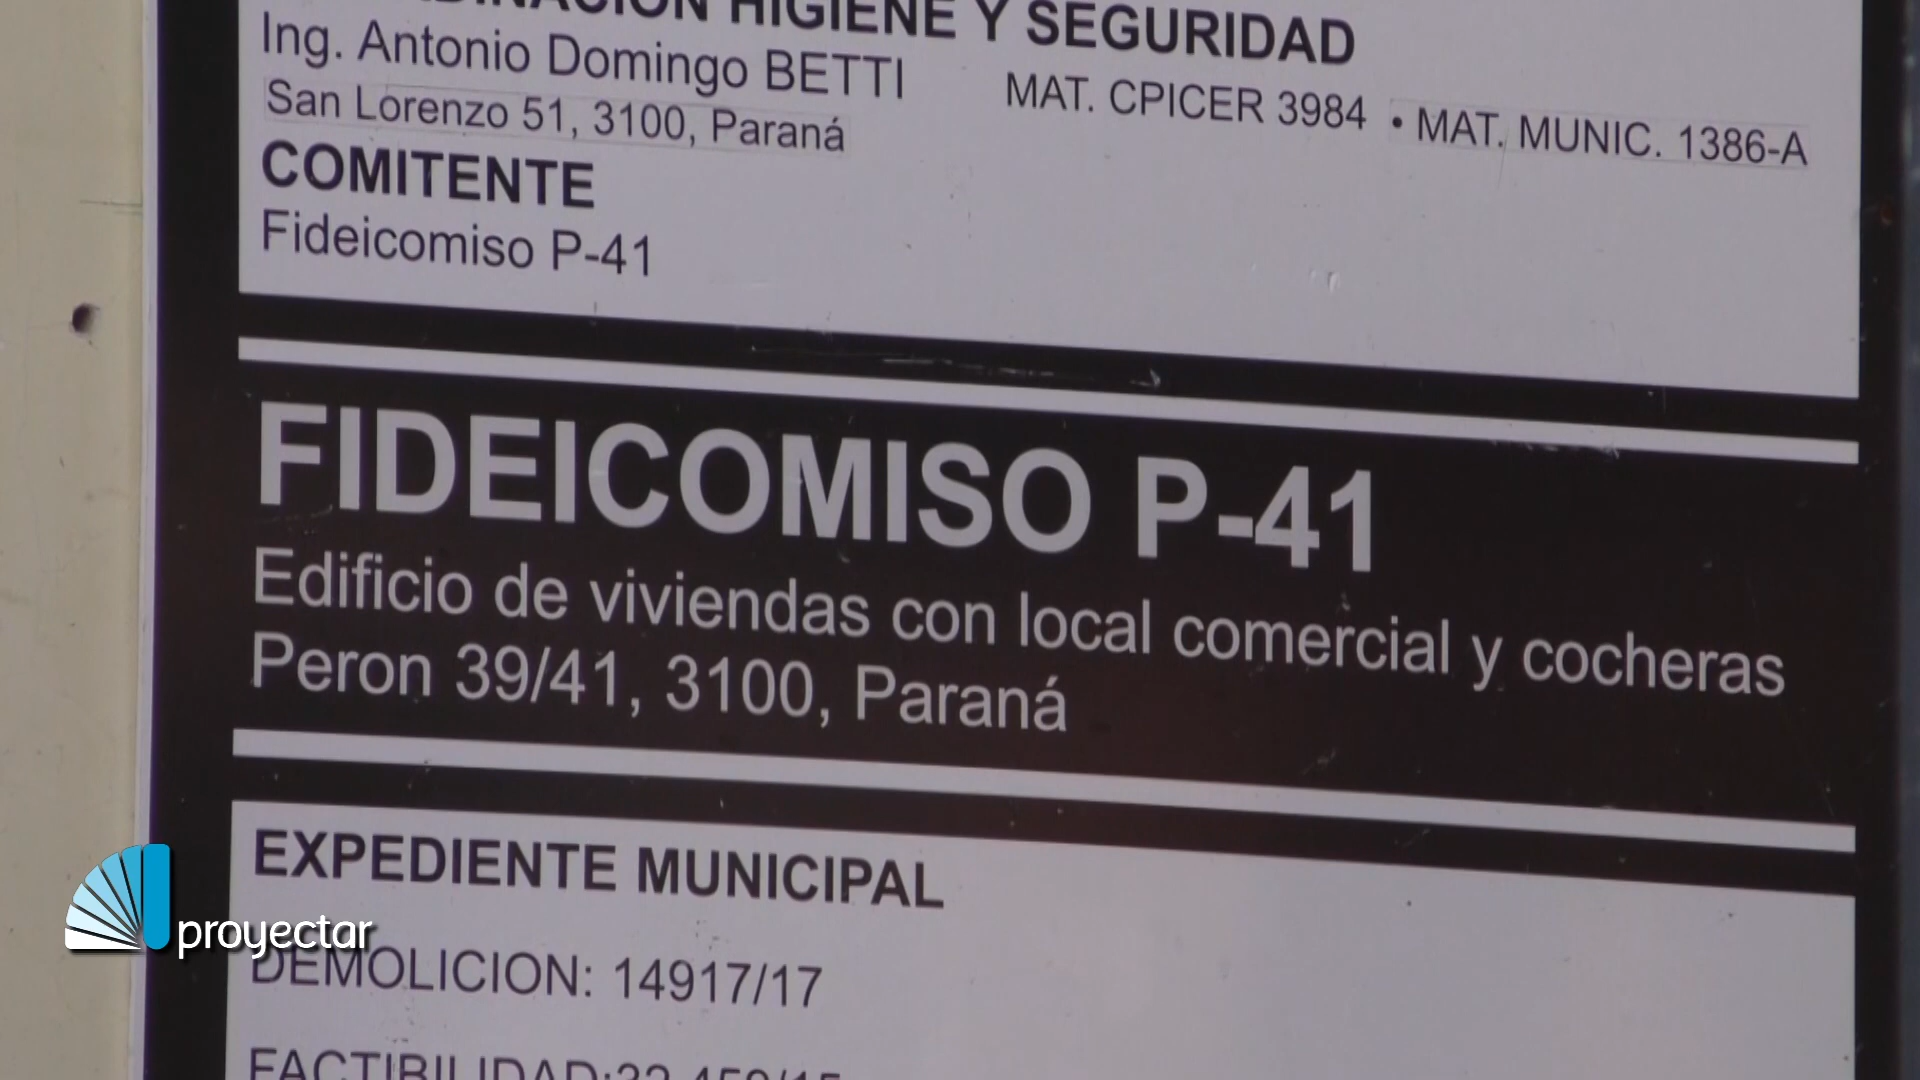 HIGIENE Y SEGURIDAD
Ing. Antonio Domingo BETTI MAT. CPICER 3984 • MAT. MUNIC. 1386-A
San Lorenzo 51, 3100, Paraná
COMITENTE
Fideicomiso P-41
FIDEICOMISO P-41
Edificio de viviendas con local comercial y cocheras
Peron 39/41, 3100, Paraná
EXPEDIENTE MUNICIPAL
proyectar
DEMOLICION: 14917/17
FACTIBILIDAD: